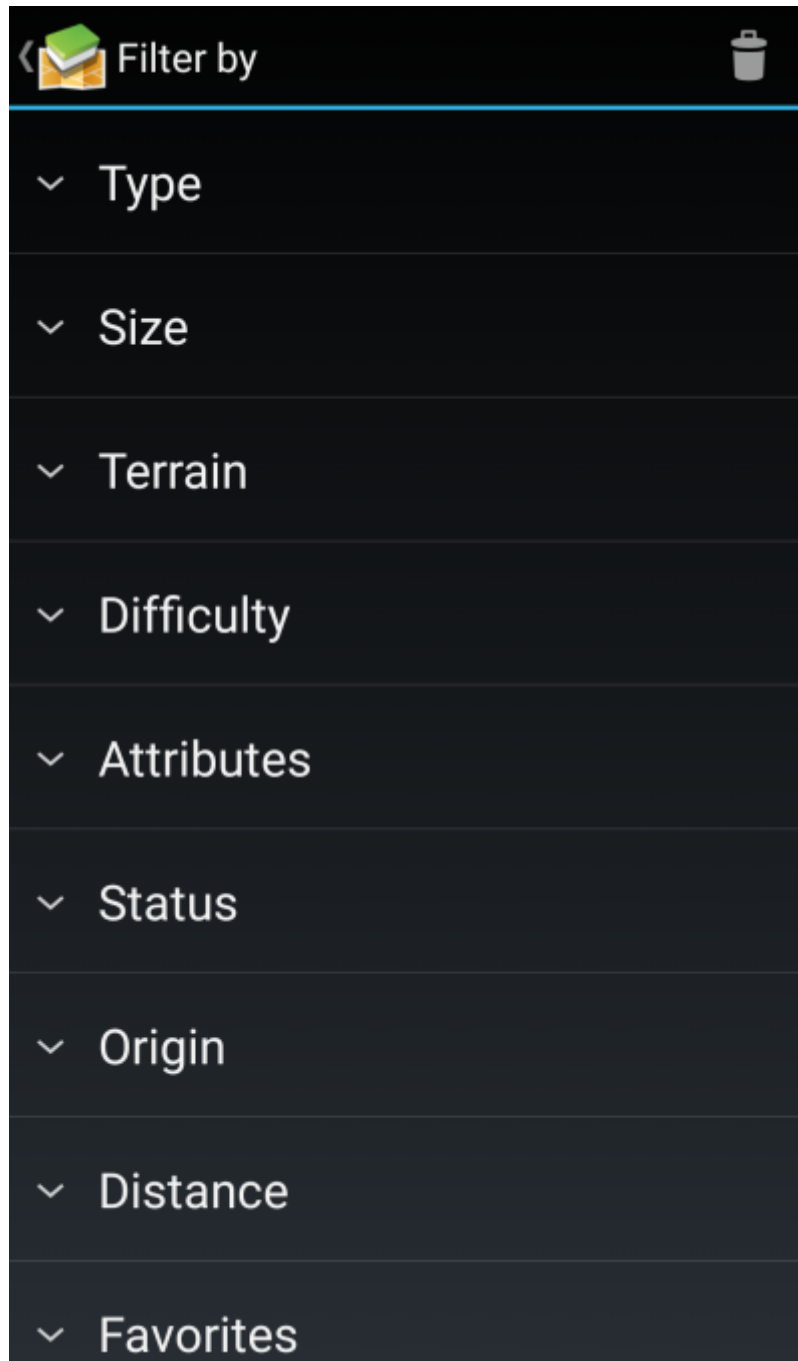 Filter by
Type
Size
Terrain
Difficulty
Attributes
Status
Origin
Distance
Favorites